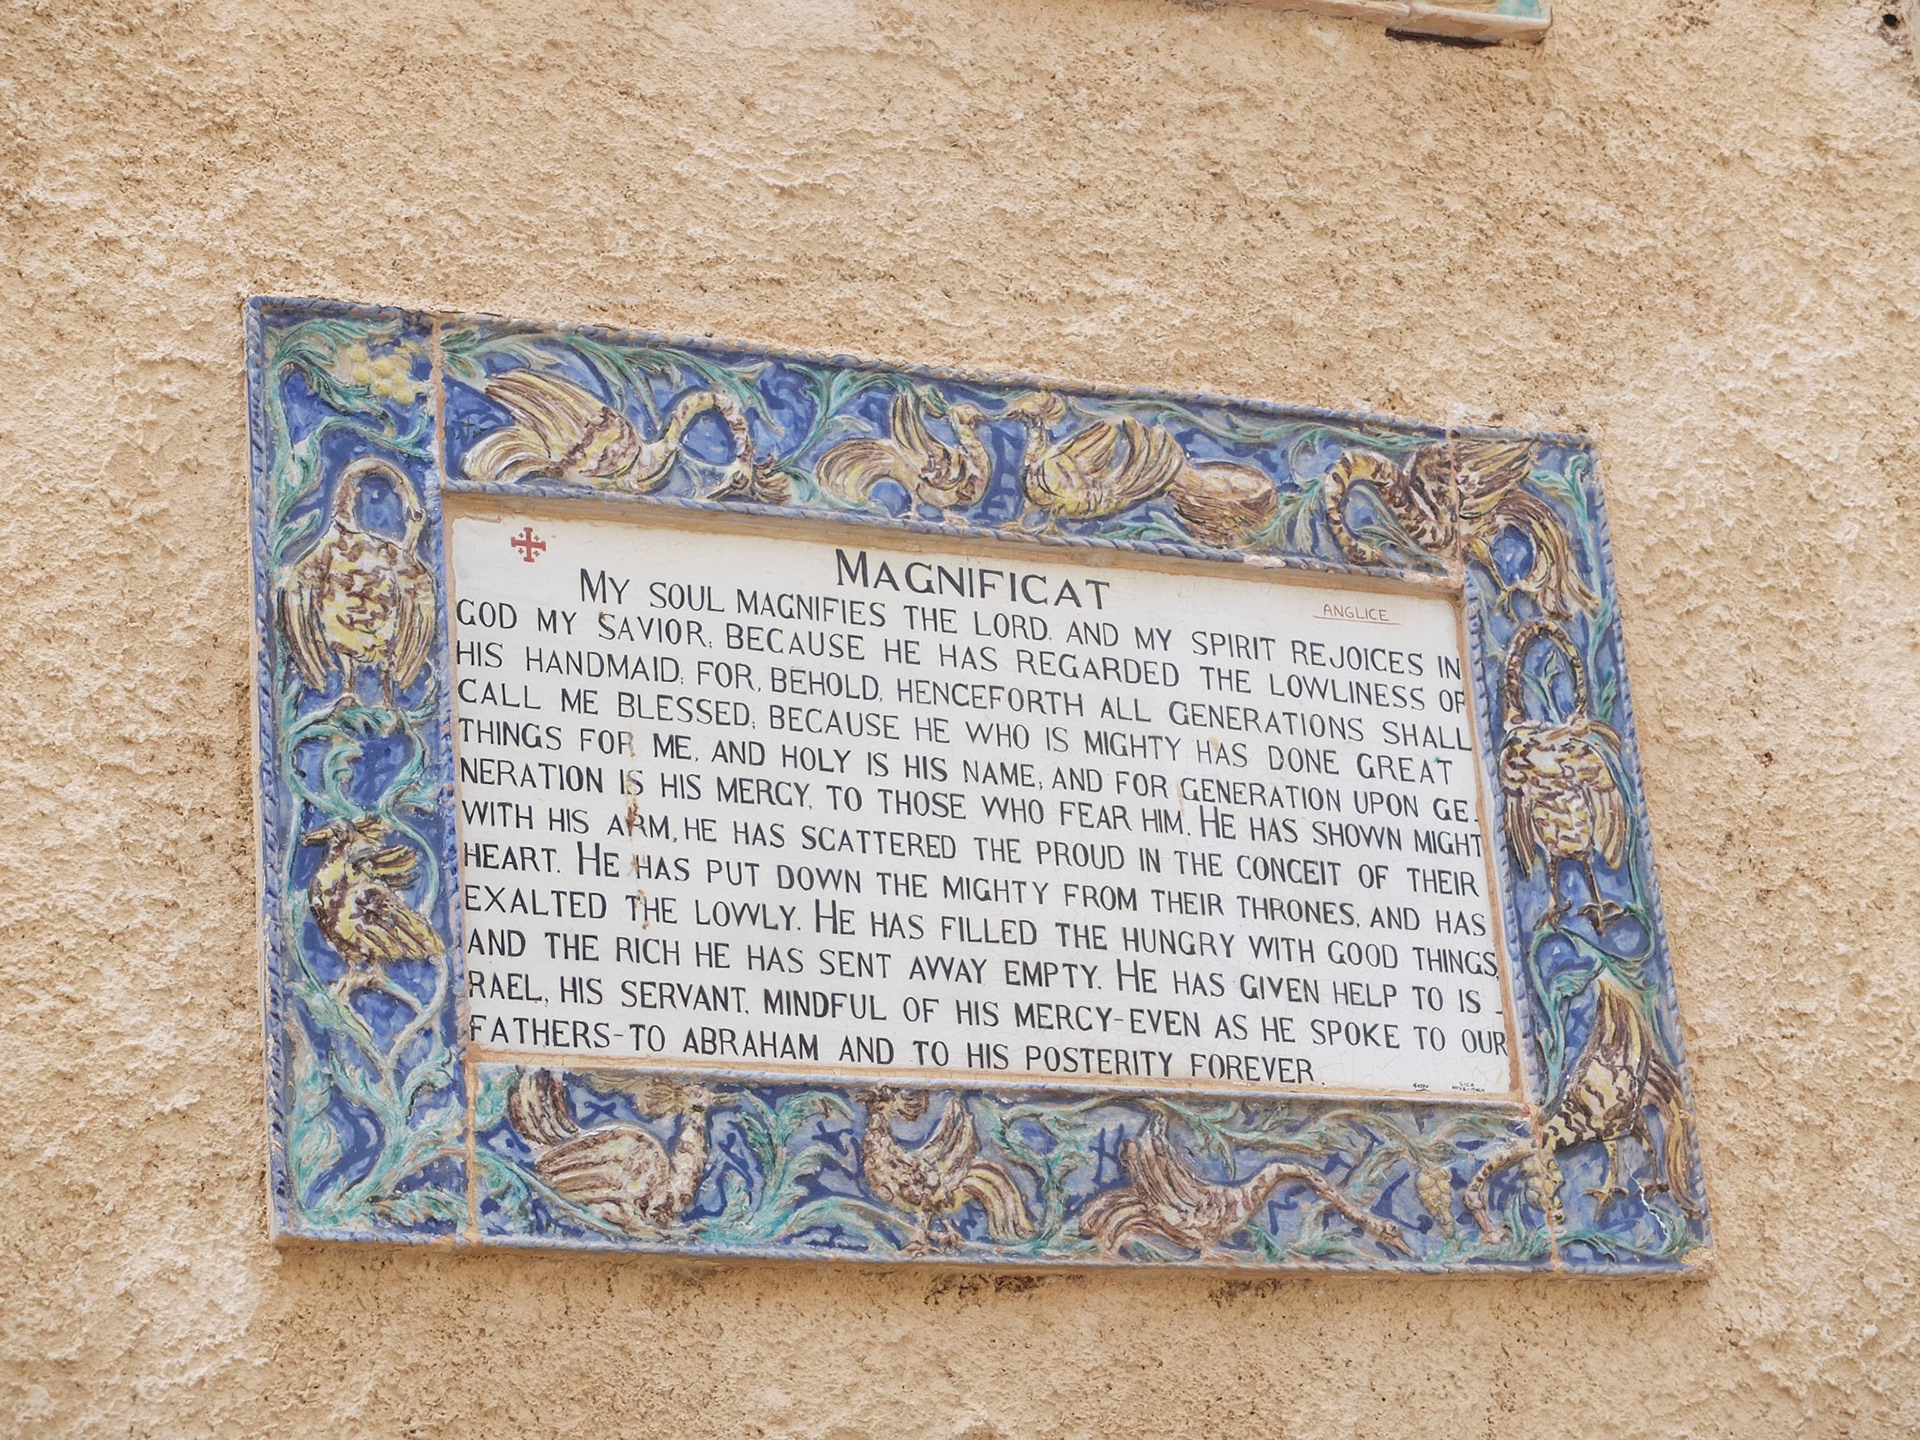 MAGNIFICAT
ANGLICE
MY SOUL MAGNIFIES THE LORD, AND MY SPIRIT REJOICES IN
GOD MY SAVIOR; BECAUSE HE HAS REGARDED THE LOWLINESS OF
HIS HANDMAID; FOR, BEHOLD, HENCEFORTH ALL GENERATIONS SHALL
CALL ME BLESSED; BECAUSE HE WHO IS MIGHTY HAS DONE GREAT
THINGS FOR ME, AND HOLY IS HIS NAME; AND FOR GENERATION UPON GE-
NERATION IS HIS MERCY, TO THOSE WHO FEAR HIM. HE HAS SHOWN MIGHT
WITH HIS ARM, HE HAS SCATTERED THE PROUD IN THE CONCEIT OF THEIR
HEART. HE HAS PUT DOWN THE MIGHTY FROM THEIR THRONES, AND HAS
EXALTED THE LOWLY. HE HAS FILLED THE HUNGRY WITH GOOD THINGS,
AND THE RICH HE HAS SENT AWAY EMPTY. HE HAS GIVEN HELP TO IS-
RAEL, HIS SERVANT, MINDFUL OF HIS MERCY-EVEN AS HE SPOKE TO OUR
FATHERS-TO ABRAHAM AND TO HIS POSTERITY FOREVER.